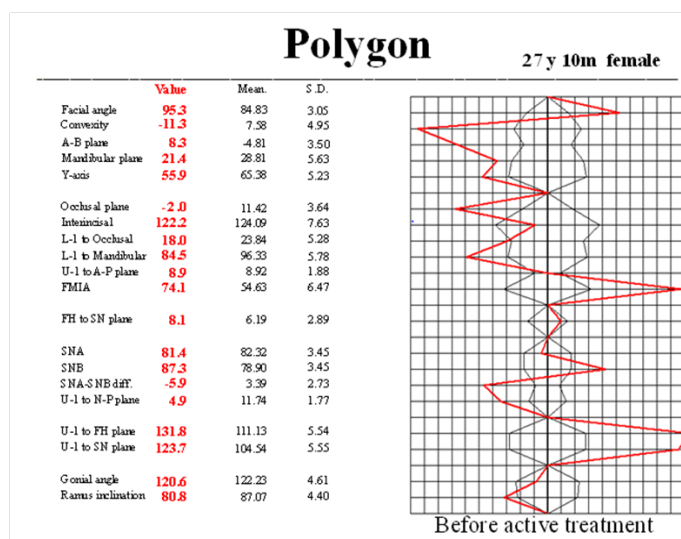 Polygon
27 y 10m female
Value Mean. S.D.
Facial angle 95.3 84.83 3.05
Convexity -11.3 7.58 4.95
A-B plane 8.3 -4.81 3.50
Mandibular plane 21.4 28.81 5.63
Y-axis 55.9 65.38 5.23
Occlusal plane -2.0 11.42 3.64
Interincisal 122.2 124.09 7.63
L-1 to Occlusal 18.0 23.84 5.28
L-1 to Mandibular 84.5 96.33 5.78
U-1 to A-P plane 8.9 8.92 1.88
FMIA 74.1 54.63 6.47
FH to SN plane 8.1 6.19 2.89
SNA 81.4 82.32 3.45
SNB 87.3 78.90 3.45
SNA-SNB diff. -5.9 3.39 2.73
U-1 to N-P plane 4.9 11.74 1.77
U-1 to FH plane 131.8 111.13 5.54
U-1 to SN plane 123.7 104.54 5.55
Gonial angle 120.6 122.23 4.61
Ramus inclination 80.8 87.07 4.40
Before active treatment